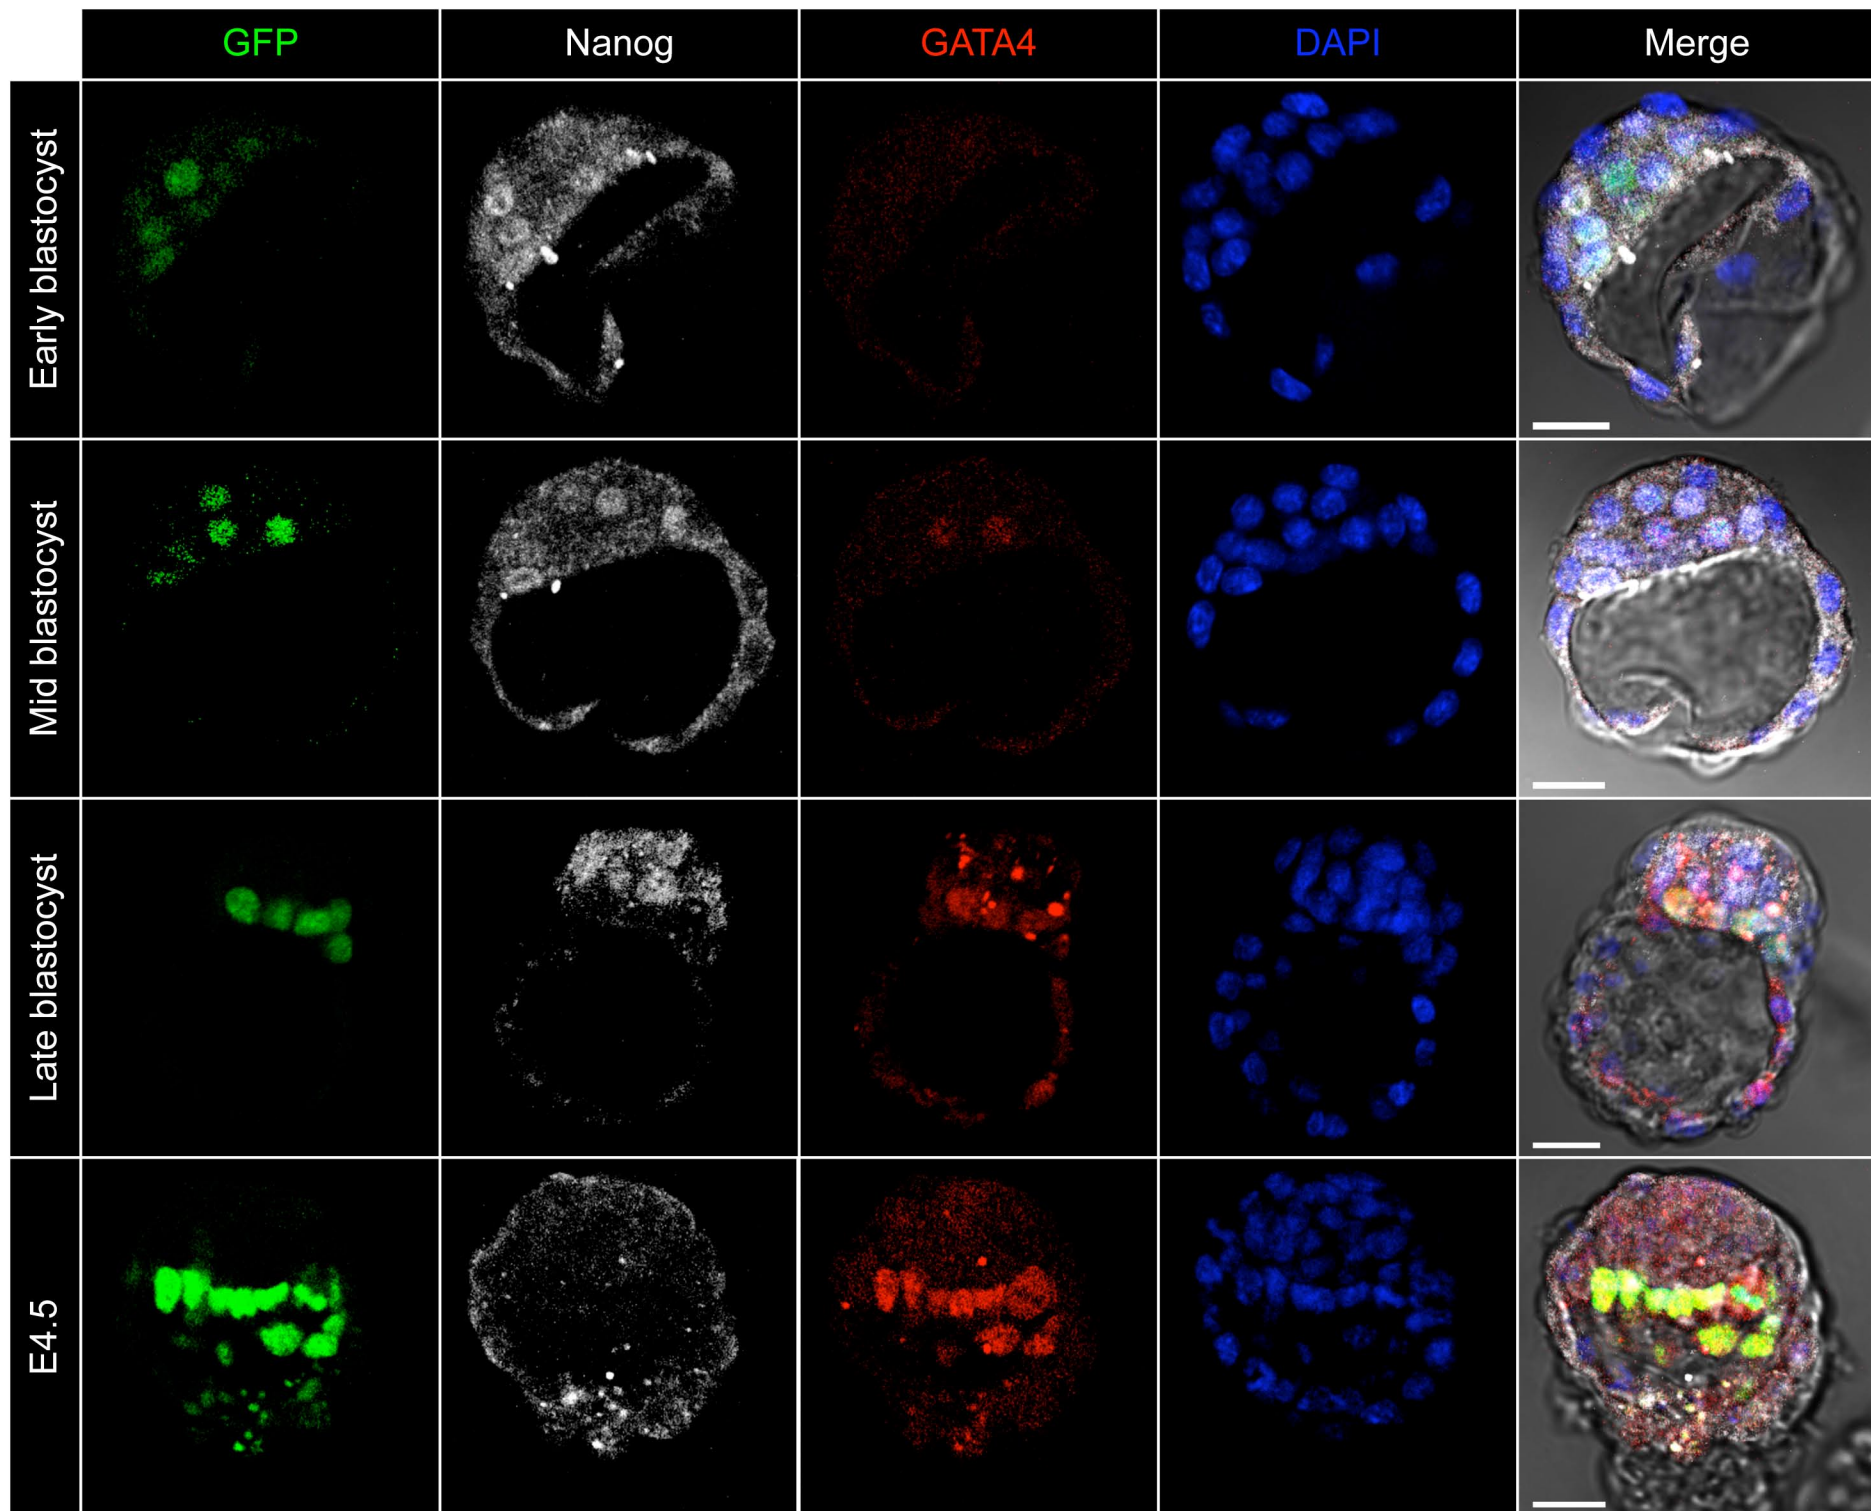 GFP Nanog GATA4 DAPI Merge
Early blastocyst
Mid blastocyst
Late blastocyst
E4.5